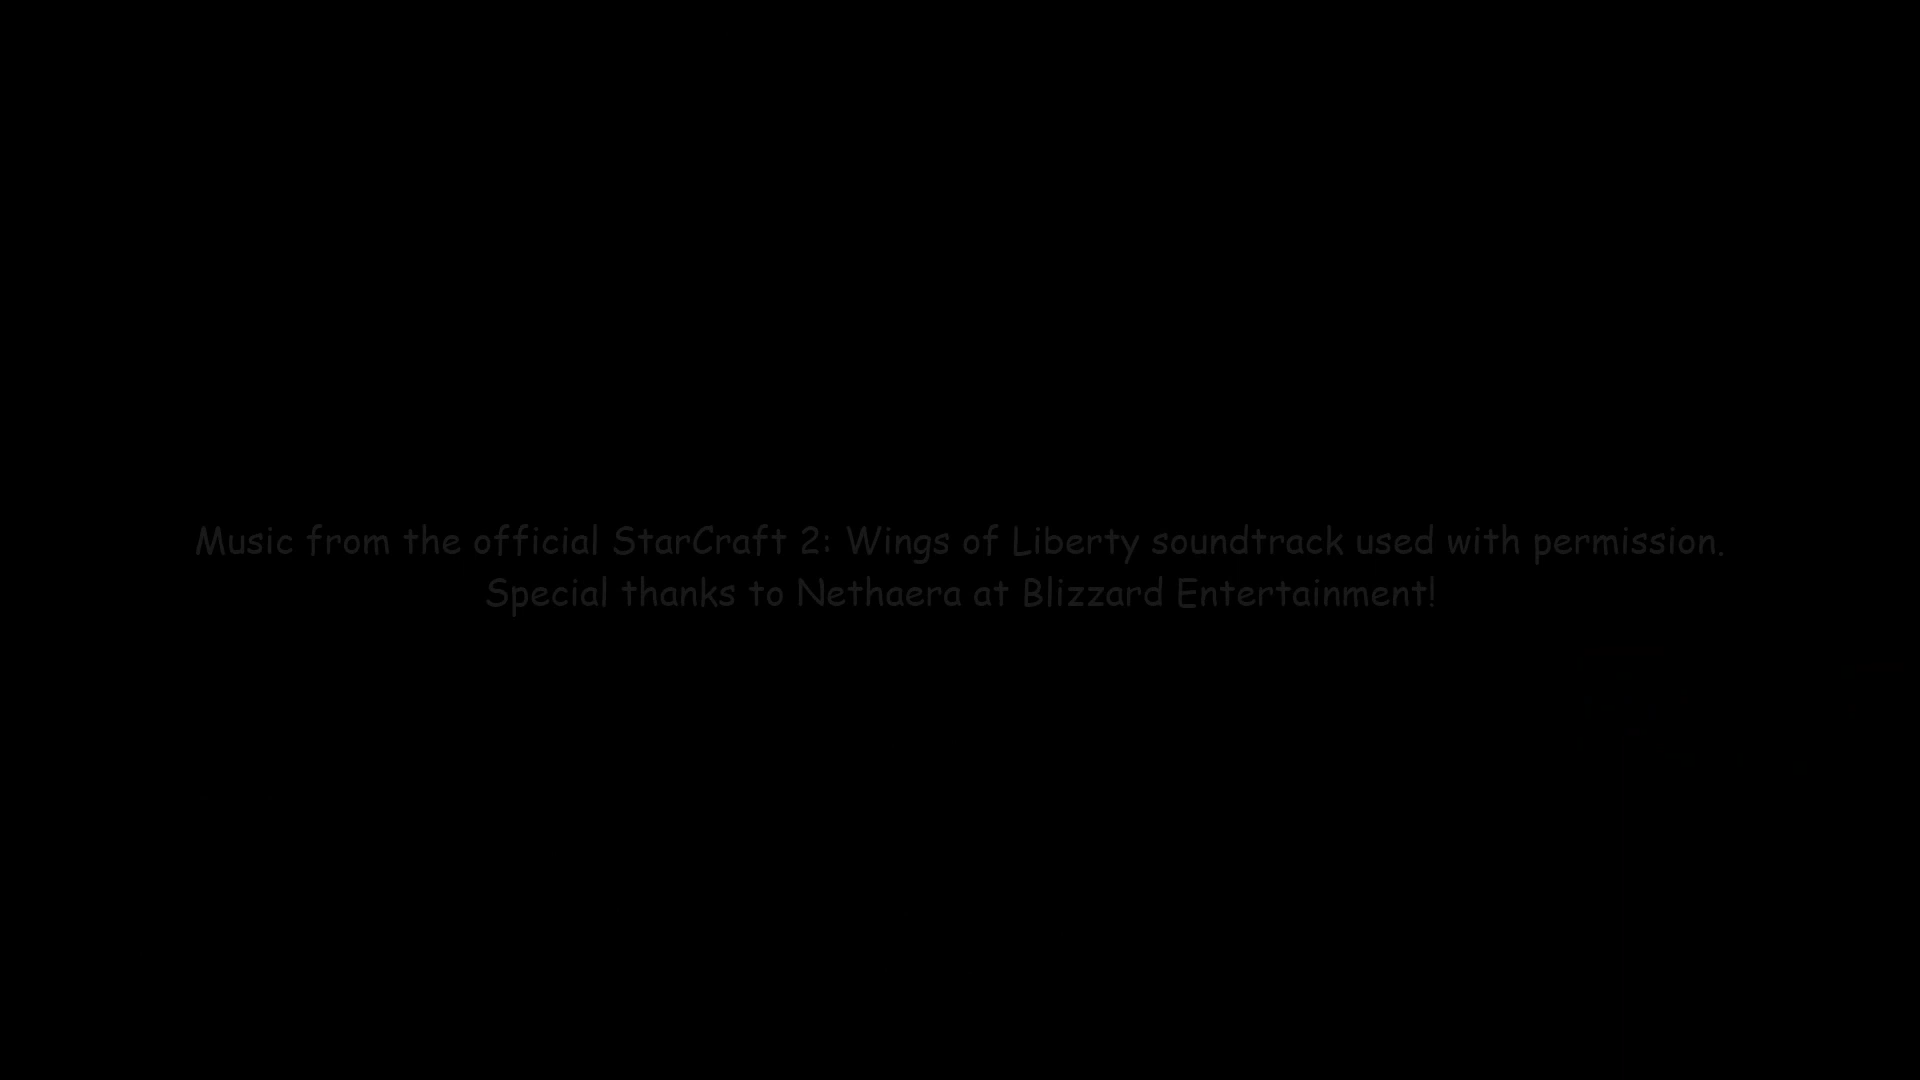 Music from the official StarCraft 2: Wings of Liberty soundtrack used with permission.
Special thanks to Nethaera at Blizzard Entertainment!